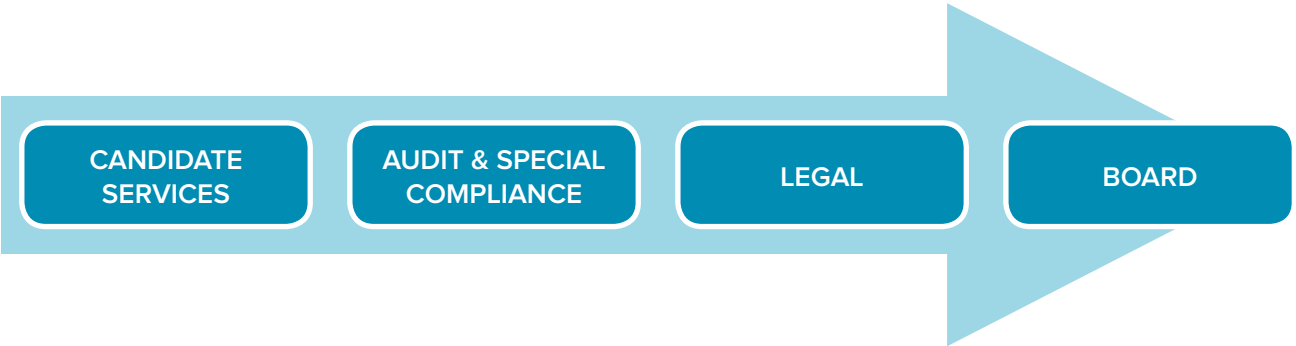 CANDIDATE
SERVICES
AUDIT & SPECIAL
COMPLIANCE
LEGAL
BOARD